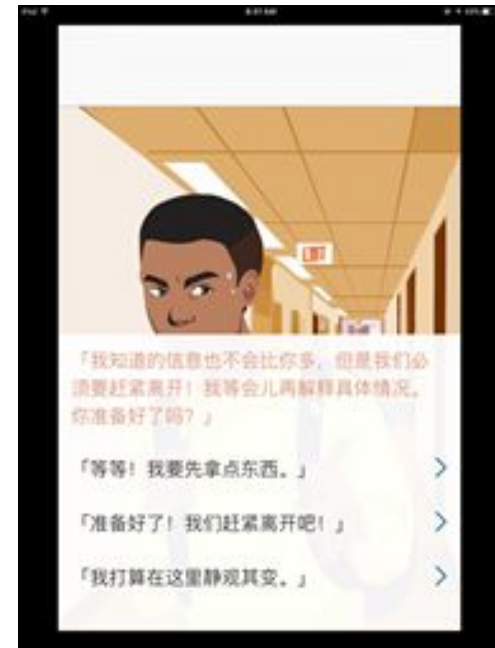 「我知道的信息也不会比你多，但是我们必
须要赶紧离开！我等会儿再解释具体情况。
你准备好了吗？」
「等等！我要先拿点东西。」
「准备好了！我们赶紧离开吧！」
「我打算在这里静观其变。」